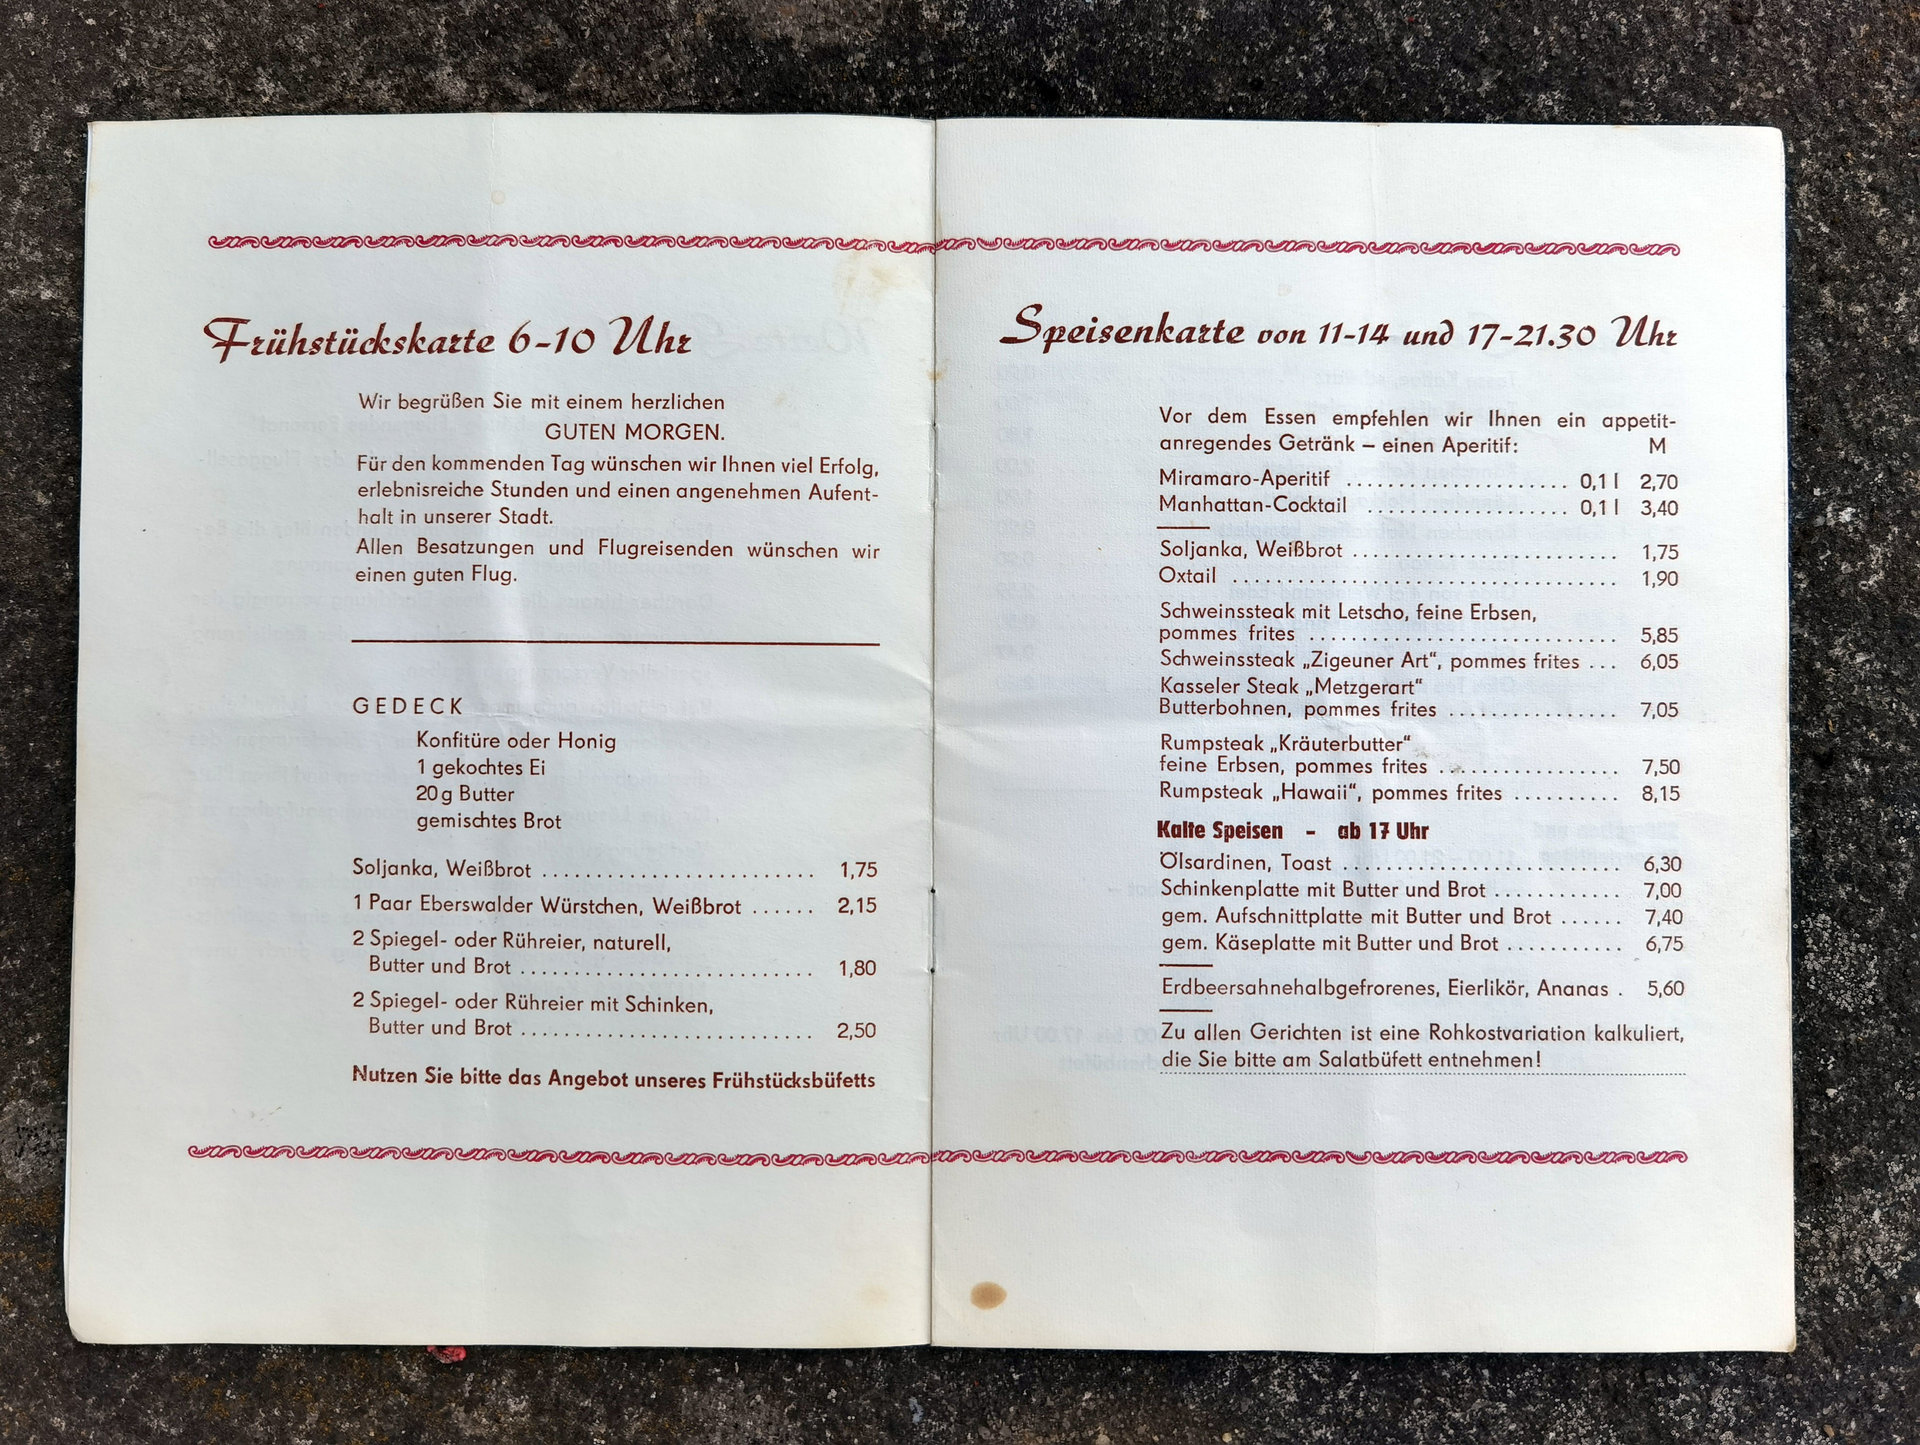 Frühstückskarte 6-10 Uhr
Wir begrüßen Sie mit einem herzlichen
GUTEN MORGEN.
Für den kommenden Tag wünschen wir Ihnen viel Erfolg,
erlebnisreiche Stunden und einen angenehmen Aufent-
halt in unserer Stadt.
Allen Besatzungen und Flugreisenden wünschen wir
einen guten Flug.
GEDECK
Konfitüre oder Honig
1 gekochtes Ei
20 g Butter
gemischtes Brot
Soljanka, Weißbrot ......................... 1,75
1 Paar Eberswalder Würstchen, Weißbrot ...... 2,15
2 Spiegel- oder Rühreier, naturell,
Butter und Brot ............................ 1,80
2 Spiegel- oder Rühreier mit Schinken,
Butter und Brot ............................ 2,50
Nutzen Sie bitte das Angebot unseres Frühstücksbüfetts
Speisenkarte von 11-14 und 17-21.30 Uhr
Vor dem Essen empfehlen wir Ihnen ein appetit-
anregendes Getränk – einen Aperitif: M
Miramaro-Aperitif ..................... 0,1 l 2,70
Manhattan-Cocktail ................... 0,1 l 3,40
Soljanka, Weißbrot ......................... 1,75
Oxtail .................................... 1,90
Schweinssteak mit Letscho, feine Erbsen,
pommes frites ............................. 5,85
Schweinssteak „Zigeuner Art“, pommes frites ... 6,05
Kasseler Steak „Metzgerart“
Butterbohnen, pommes frites ................ 7,05
Rumpsteak „Kräuterbutter“
feine Erbsen, pommes frites ................. 7,50
Rumpsteak „Hawaii“, pommes frites .......... 8,15
Kalte Speisen - ab 17 Uhr
Ölsardinen, Toast .......................... 6,30
Schinkenplatte mit Butter und Brot ............ 7,00
gem. Aufschnittplatte mit Butter und Brot ...... 7,40
gem. Käseplatte mit Butter und Brot ........... 6,75
Erdbeersahnehalbgefrorenes, Eierlikör, Ananas . 5,60
Zu allen Gerichten ist eine Rohkostvariation kalkuliert,
die Sie bitte am Salatbüfett entnehmen!